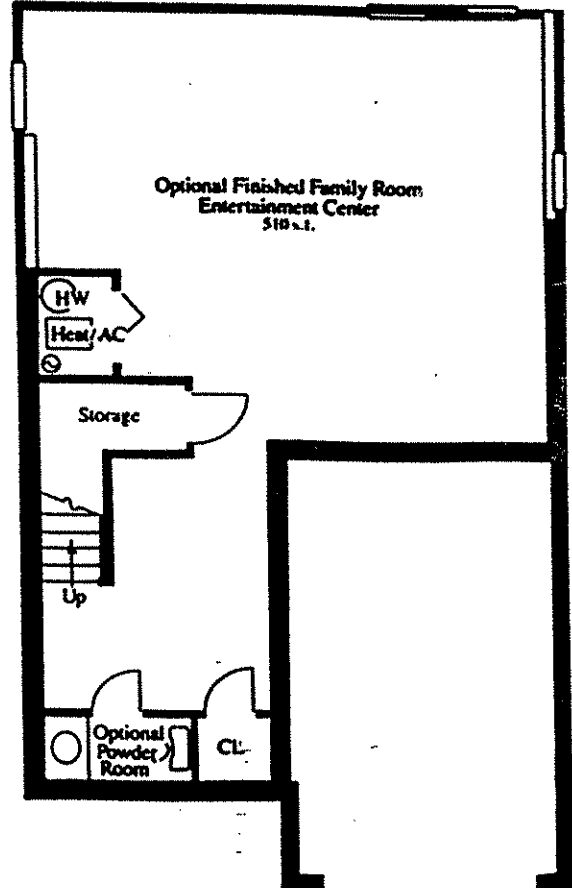 Optional Finished Family Room
Entertainment Center
510 s.f.
HW
Heat/AC
Storage
Up
Optional
Powder
Room
CL